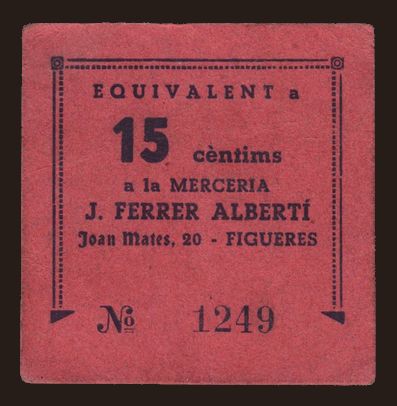 EQUIVALENT a
15 cèntims
a la MERCERIA
J. FERRER ALBERTÍ
Joan Mates, 20 - FIGUERES
Nº 1249